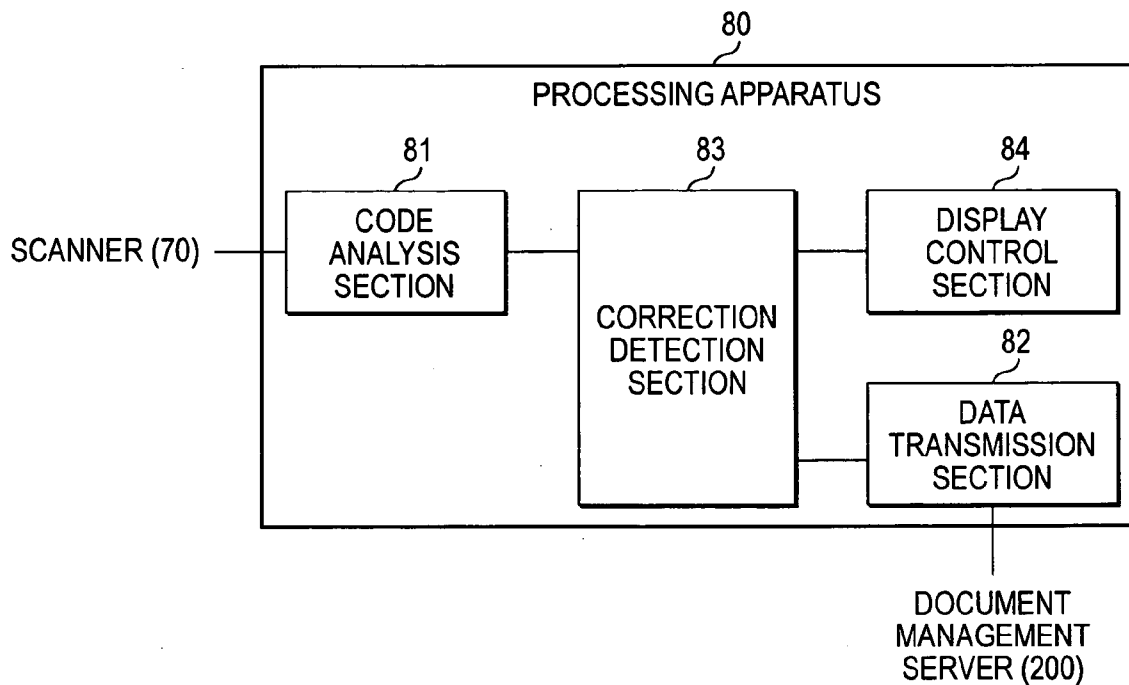 80
PROCESSING APPARATUS
81
83
84
CODE
ANALYSIS
SECTION
DISPLAY
CONTROL
SECTION
SCANNER (70)
CORRECTION
DETECTION
SECTION
82
DATA
TRANSMISSION
SECTION
DOCUMENT
MANAGEMENT
SERVER (200)